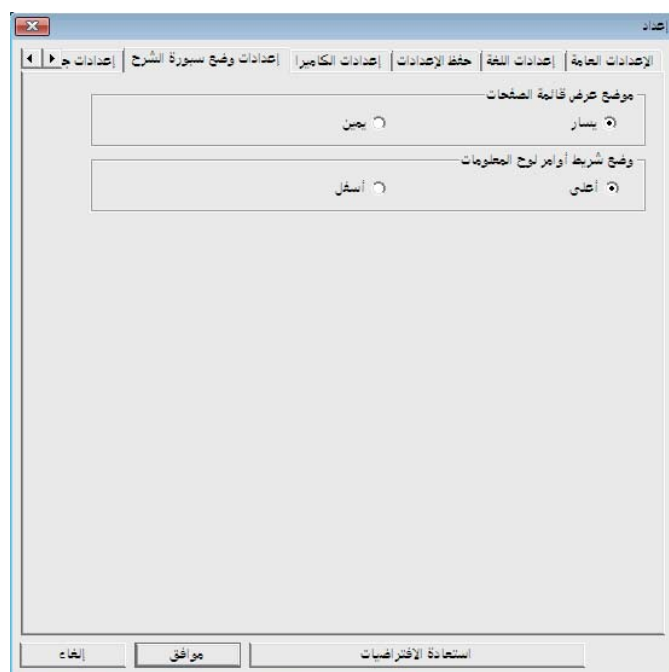 إعداد
الإعدادات العامة إعدادات اللغة حفظ الإعدادات إعدادات الكاميرا إعدادات وضع سبورة الشرح إعدادات ج
موضع عرض قائمة الصفحات
يسار يمين
وضع شريط أوامر لوح المعلومات
أعلى أسفل
استعادة الافتراضيات موافق إلغاء